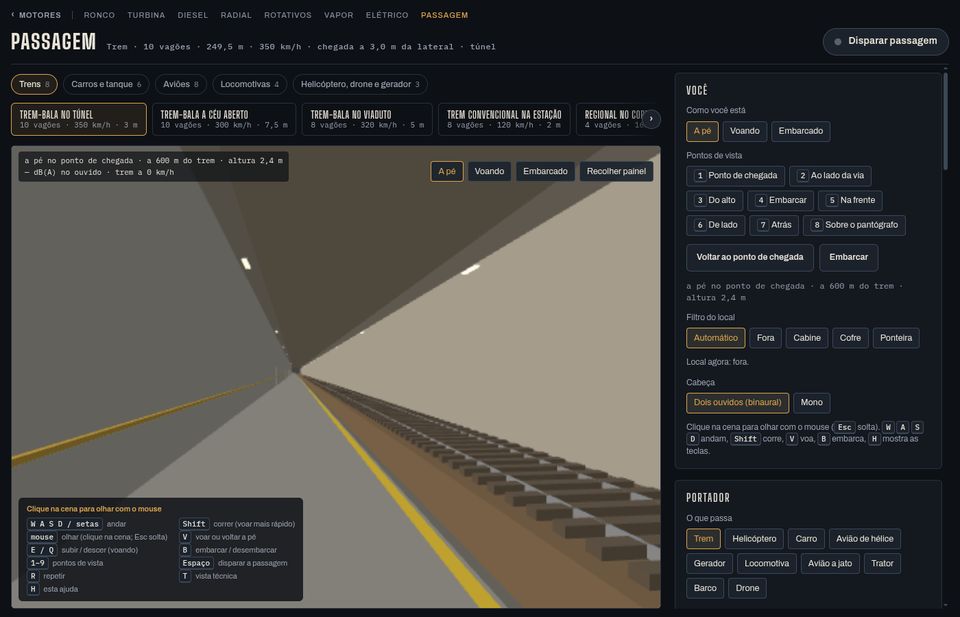 ‹ MOTORES RONCO TURBINA DIESEL RADIAL ROTATIVOS VAPOR ELÉTRICO PASSAGEM
PASSAGEM Trem · 10 vagões · 249,5 m · 350 km/h · chegada a 3,0 m da lateral · túnel
Disparar passagem
Trens 8 Carros e tanque 6 Aviões 8 Locomotivas 4 Helicóptero, drone e gerador 3
TREM-BALA NO TÚNEL
10 vagões · 350 km/h · 3 m
TREM-BALA A CÉU ABERTO
10 vagões · 300 km/h · 7,5 m
TREM-BALA NO VIADUTO
8 vagões · 320 km/h · 5 m
TREM CONVENCIONAL NA ESTAÇÃO
8 vagões · 120 km/h · 2 m
REGIONAL NO
4 vagões ·
›
a pé no ponto de chegada · a 600 m do trem · altura 2,4 m
— dB(A) no ouvido · trem a 0 km/h
A pé Voando Embarcado Recolher painel
Clique na cena para olhar com o mouse
W A S D / setas andar
mouse olhar (clique na cena; Esc solta)
E / Q subir / descer (voando)
1–9 pontos de vista
R repetir
H esta ajuda
Shift correr (voar mais rápido)
V voar ou voltar a pé
B embarcar / desembarcar
Espaço disparar a passagem
T vista técnica
VOCÊ
Como você está
A pé Voando Embarcado
Pontos de vista
1 Ponto de chegada 2 Ao lado da via
3 Do alto 4 Embarcar 5 Na frente
6 De lado 7 Atrás 8 Sobre o pantógrafo
Voltar ao ponto de chegada Embarcar
a pé no ponto de chegada · a 600 m do trem ·
altura 2,4 m
Filtro do local
Automático Fora Cabine Cofre Ponteira
Local agora: fora.
Cabeça
Dois ouvidos (binaural) Mono
Clique na cena para olhar com o mouse (Esc solta). W A S
D andam, Shift corre, V voa, B embarca, H mostra as
teclas.
PORTADOR
O que passa
Trem Helicóptero Carro Avião de hélice
Gerador Locomotiva Avião a jato Trator
Barco Drone